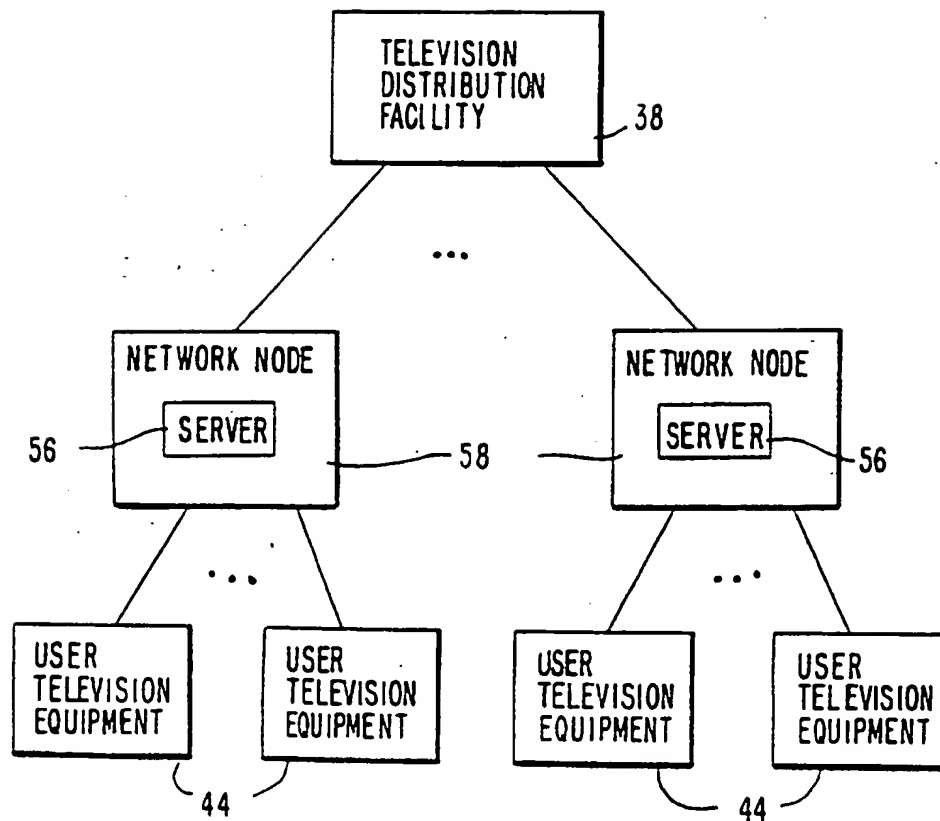 TELEVISION
DISTRIBUTION
FACILITY
38
...
NETWORK NODE
SERVER
56
58
NETWORK NODE
SERVER
56
...
...
USER
TELEVISION
EQUIPMENT
USER
TELEVISION
EQUIPMENT
USER
TELEVISION
EQUIPMENT
USER
TELEVISION
EQUIPMENT
44
44